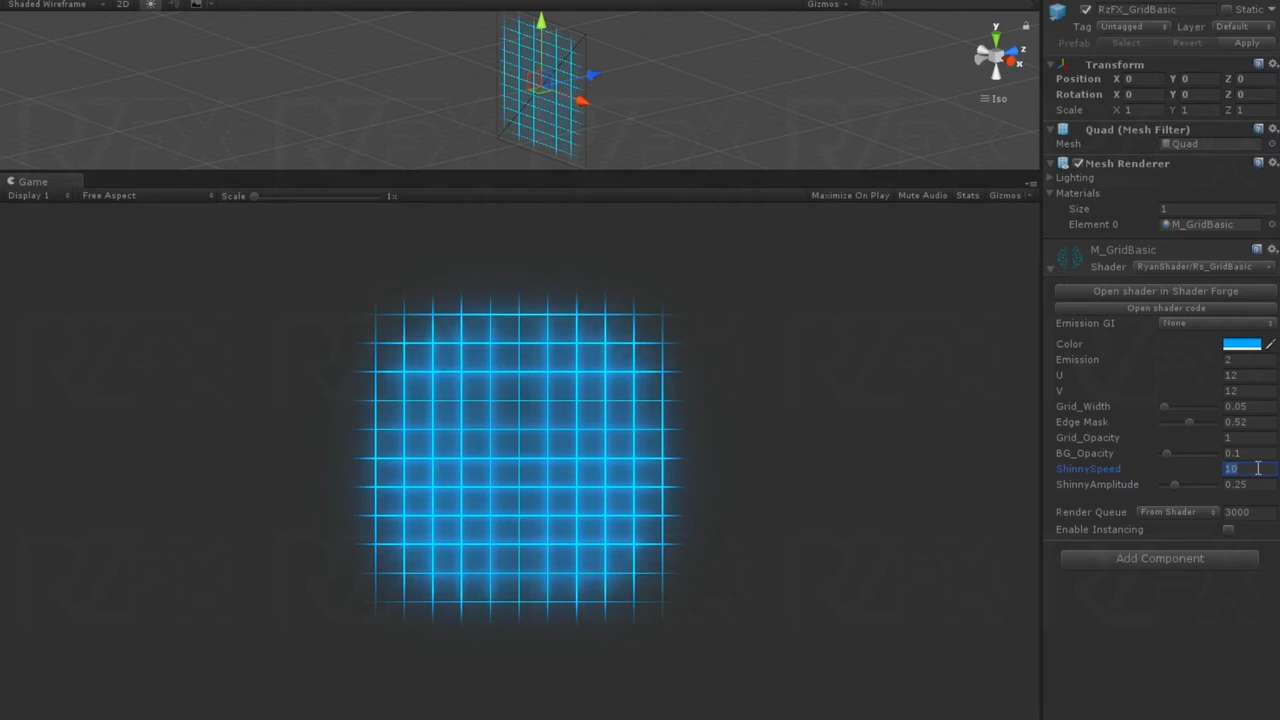 Shaded Wireframe 2D Gizmos All
y
z
x
Iso
Game
Display 1 Free Aspect Scale 1x Maximize On Play Mute Audio Stats Gizmos
RzFX_GridBasic Static
Tag Untagged Layer Default
Prefab Select Revert Apply
Transform
Position X 0 Y 0 Z 0
Rotation X 0 Y 0 Z 0
Scale X 1 Y 1 Z 1
Quad (Mesh Filter)
Mesh Quad
Mesh Renderer
Lighting
Materials
Size 1
Element 0 M_GridBasic
M_GridBasic
Shader RyanShader/Rs_GridBasic
Open shader in Shader Forge
Open shader code
Emission GI None
Color
Emission 2
U 12
V 12
Grid_Width 0.05
Edge Mask 0.52
Grid_Opacity 1
BG_Opacity 0.1
ShinnySpeed 10
ShinnyAmplitude 0.25
Render Queue From Shader 3000
Enable Instancing
Add Component